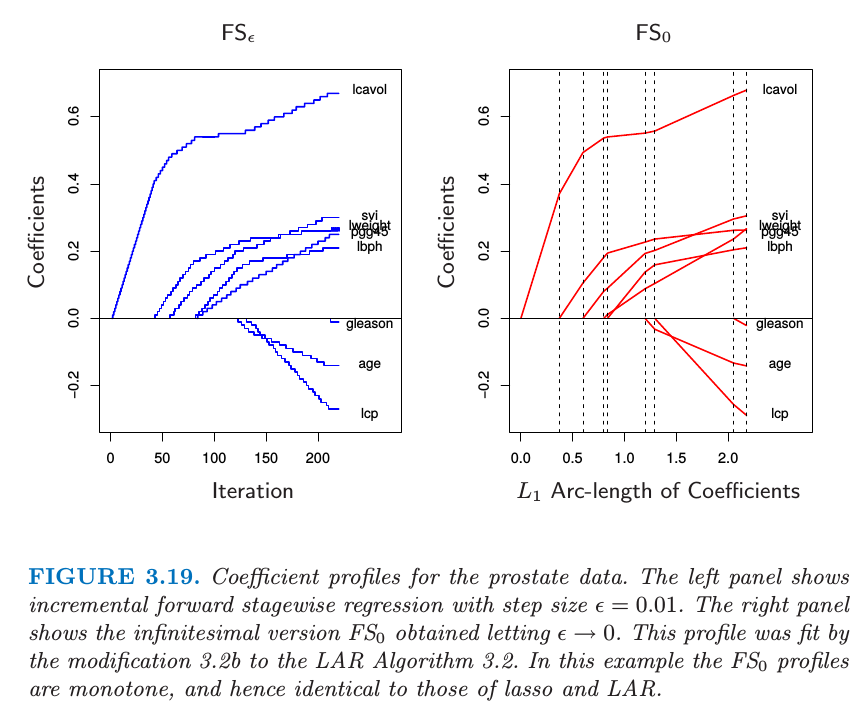 FSϵ
FS0
lcavol
svi
lweight
pgg45
lbph
gleason
age
lcp
Coefficients
−0.2
0.0
0.2
0.4
0.6
0 50 100 150 200
Iteration
lcavol
svi
lweight
pgg45
lbph
gleason
age
lcp
Coefficients
−0.2
0.0
0.2
0.4
0.6
0.0 0.5 1.0 1.5 2.0
L1 Arc-length of Coefficients
FIGURE 3.19. Coefficient profiles for the prostate data. The left panel shows
incremental forward stagewise regression with step size ϵ = 0.01. The right panel
shows the infinitesimal version FS0 obtained letting ϵ → 0. This profile was fit by
the modification 3.2b to the LAR Algorithm 3.2. In this example the FS0 profiles
are monotone, and hence identical to those of lasso and LAR.